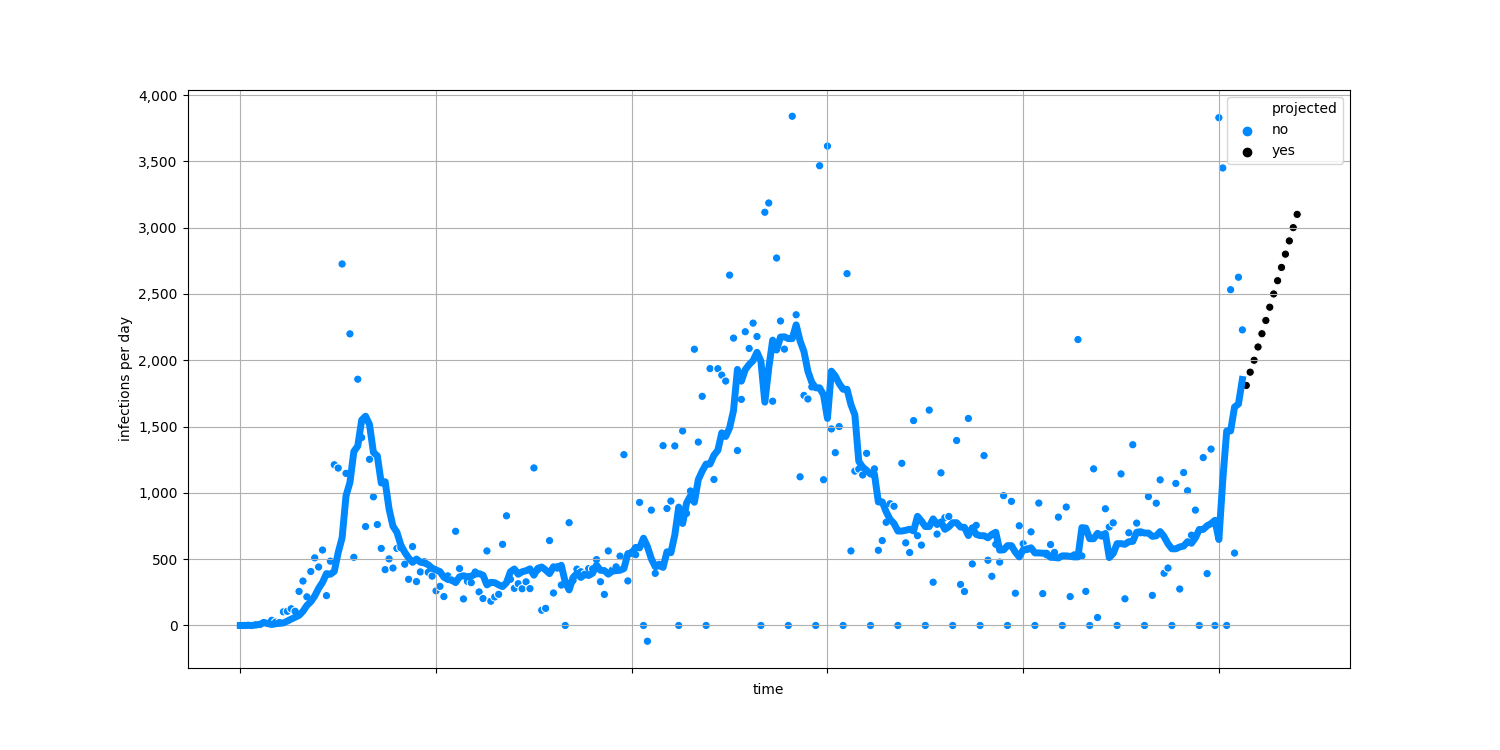 4,000
3,500
3,000
2,500
2,000
1,500
1,000
500
0
infections per day
time
projected
no
yes